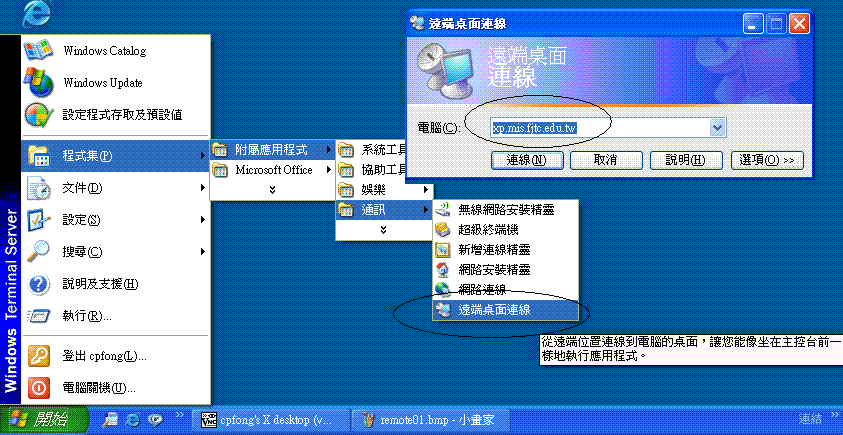 Windows Catalog
Windows Update
設定程式存取及預設值
程式集(P)
文件(D)
設定(S)
搜尋(C)
說明及支援(H)
執行(R)...
登出 cpfong(L)...
電腦關機(U)...
Windows Terminal Server
附屬應用程式
Microsoft Office
系統工具
協助工具
娛樂
通訊
無線網路安裝精靈
超級終端機
新增連線精靈
網路安裝精靈
網路連線
遠端桌面連線
遠端桌面連線
遠端桌面
連線
電腦(C):
xp.mis.fjtc.edu.tw
連線(N)
取消
說明(H)
選項(O) >>
從遠端位置連線到電腦的桌面，讓您能像坐在主控台前一
樣地執行應用程式。
開始
cpfong's X desktop (v...
remote01.bmp - 小畫家
連結